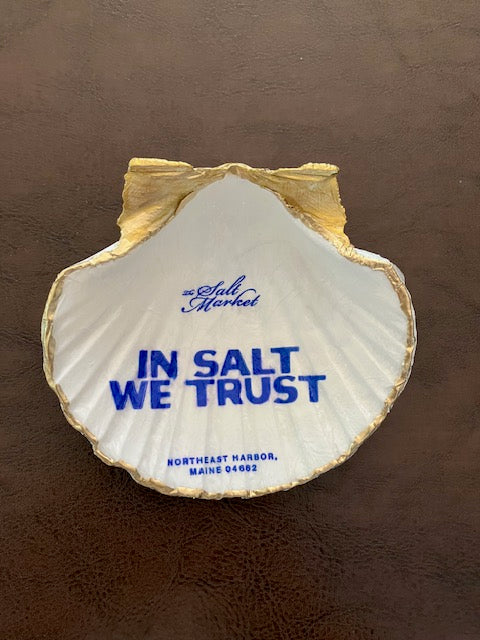 The Salt
Market
IN SALT
WE TRUST
NORTHEAST HARBOR,
MAINE 04662